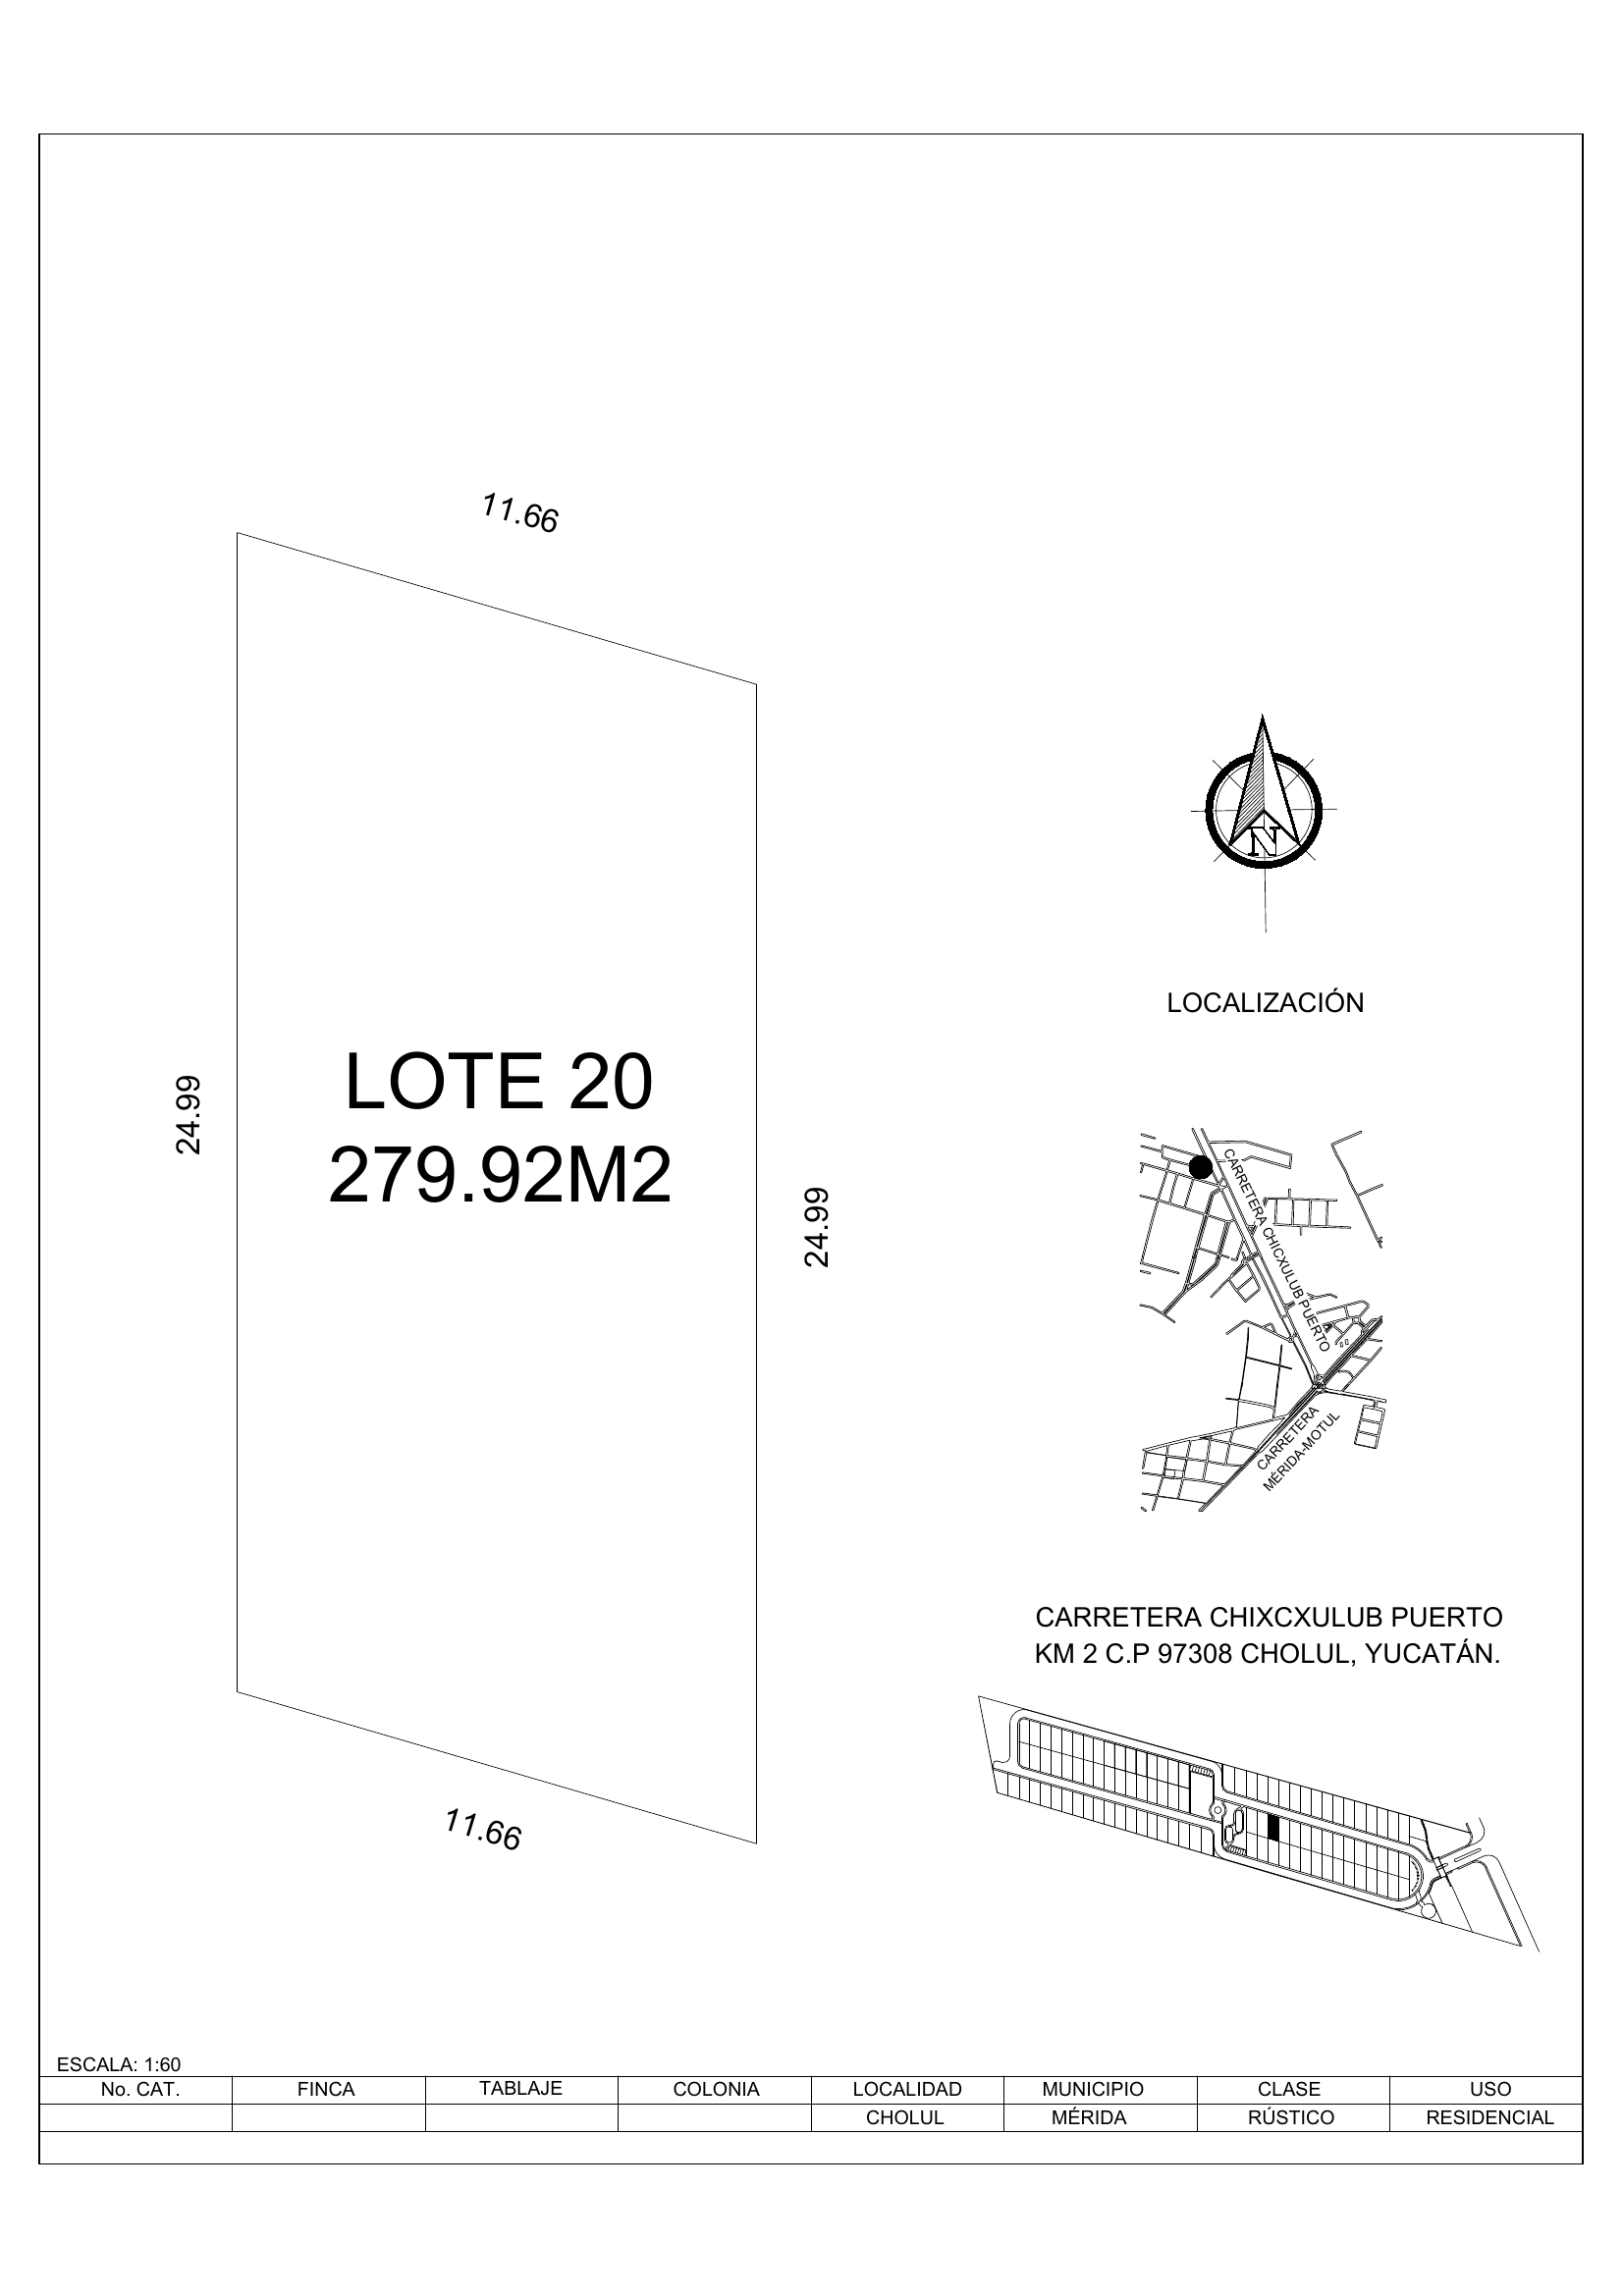 11.66
24.99
LOTE 20
279.92M2
24.99
11.66
N
LOCALIZACIÓN
CARRETERA CHICXULUB PUERTO
CARRETERA
MÉRIDA-MOTUL
CARRETERA CHIXCXULUB PUERTO
KM 2 C.P 97308 CHOLUL, YUCATÁN.
ESCALA: 1:60
No. CAT. FINCA TABLAJE COLONIA LOCALIDAD MUNICIPIO CLASE USO
CHOLUL MÉRIDA RÚSTICO RESIDENCIAL